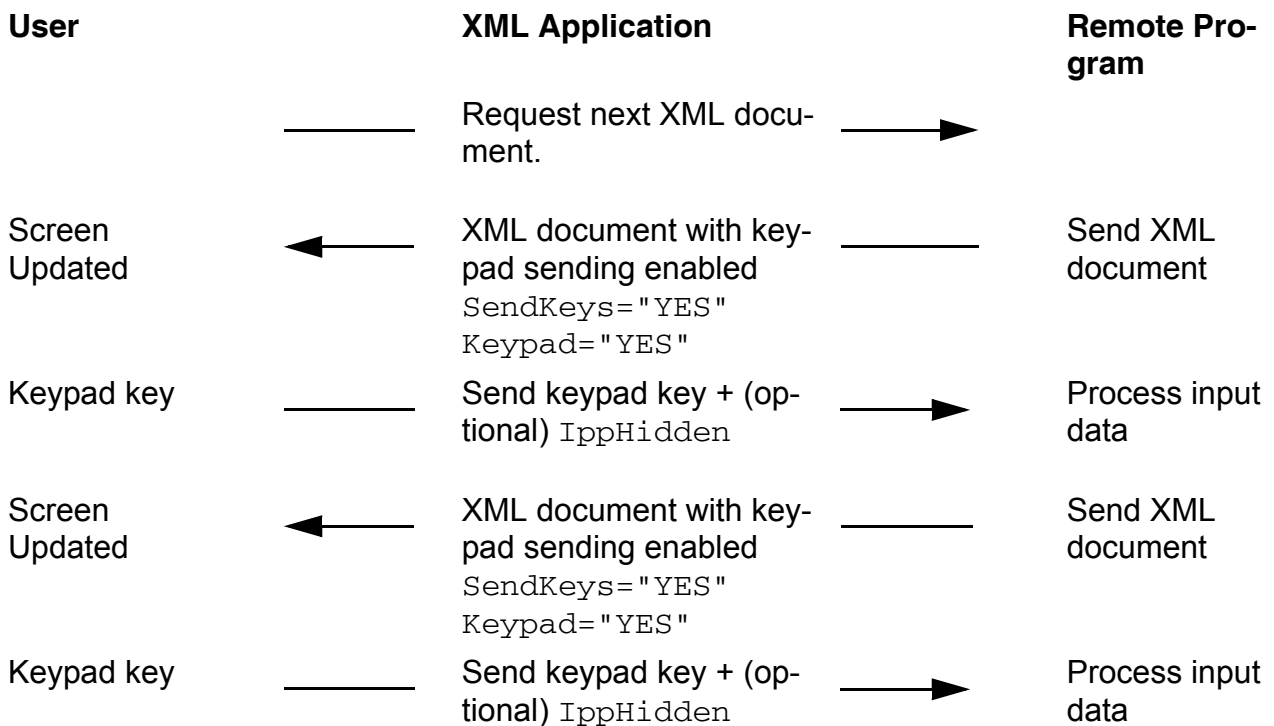 User
XML Application
Remote Pro-
gram
Request next XML docu-
ment.
Screen
Updated
XML document with key-
pad sending enabled
SendKeys="YES"
Keypad="YES"
Send XML
document
Keypad key
Send keypad key + (op-
tional) IppHidden
Process input
data
Screen
Updated
XML document with key-
pad sending enabled
SendKeys="YES"
Keypad="YES"
Send XML
document
Keypad key
Send keypad key + (op-
tional) IppHidden
Process input
data